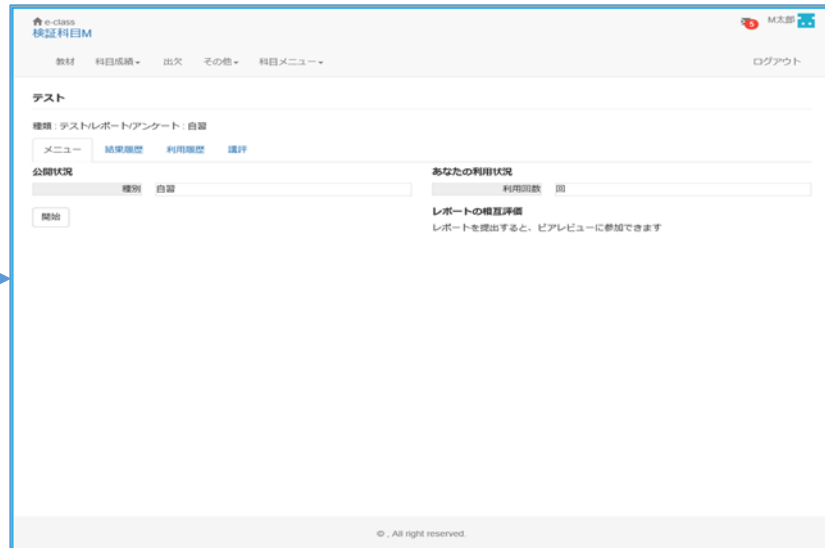 e-class
検証科目M
5 M太郎
教材 科目成績 出欠 その他 科目メニュー ログアウト
テスト
種類 : テスト/レポート/アンケート : 自習
メニュー 結果履歴 利用履歴 講評
公開状況
種別 自習
開始
あなたの利用状況
利用回数 回
レポートの相互評価
レポートを提出すると、ピアレビューに参加できます
© , All right reserved.